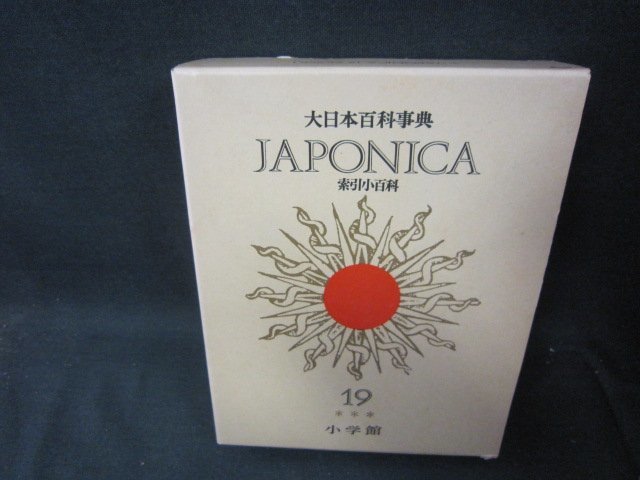 大日本百科事典
JAPONICA
索引小百科
19
***
小学館